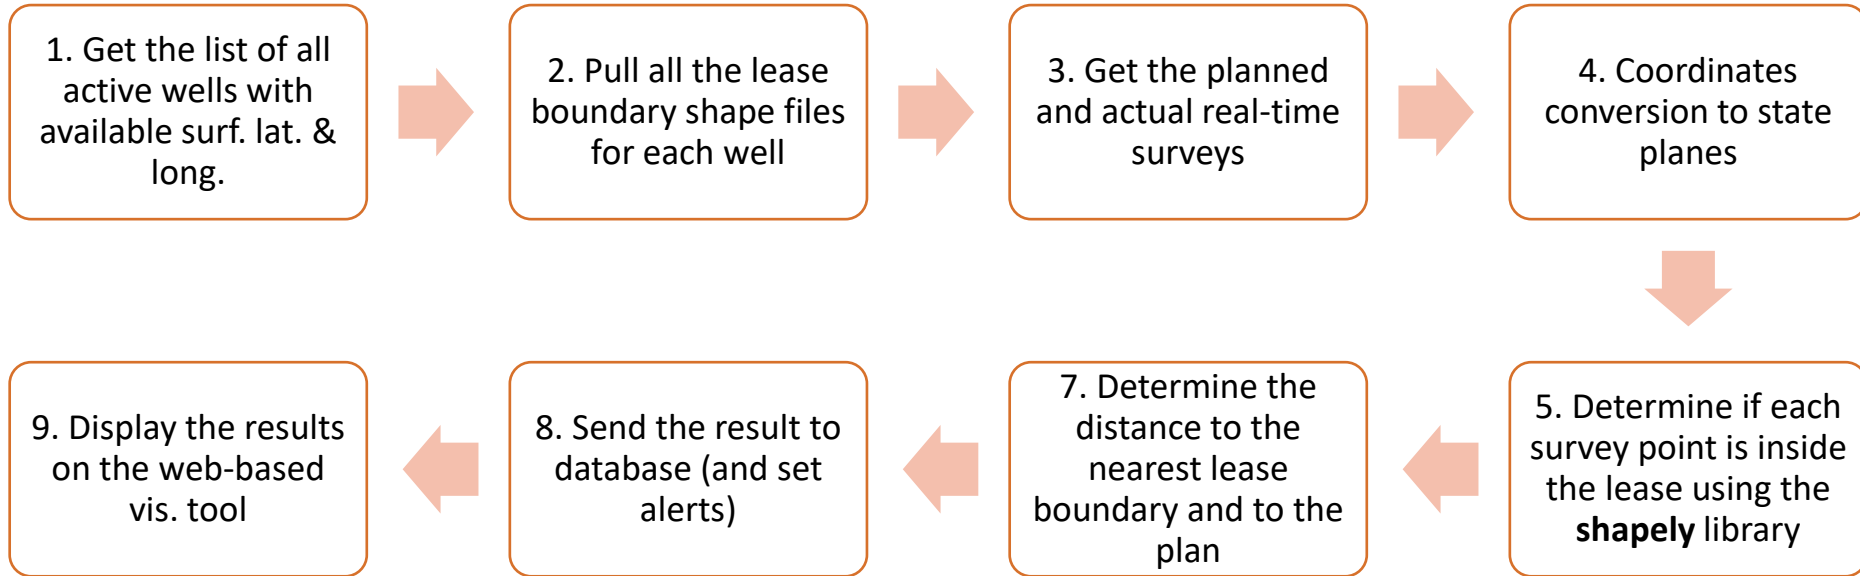 1. Get the list of all
active wells with
available surf. lat. &
long.
2. Pull all the lease
boundary shape files
for each well
3. Get the planned
and actual real-time
surveys
4. Coordinates
conversion to state
planes
5. Determine if each
survey point is inside
the lease using the
shapely library
7. Determine the
distance to the
nearest lease
boundary and to the
plan
8. Send the result to
database (and set
alerts)
9. Display the results
on the web-based
vis. tool